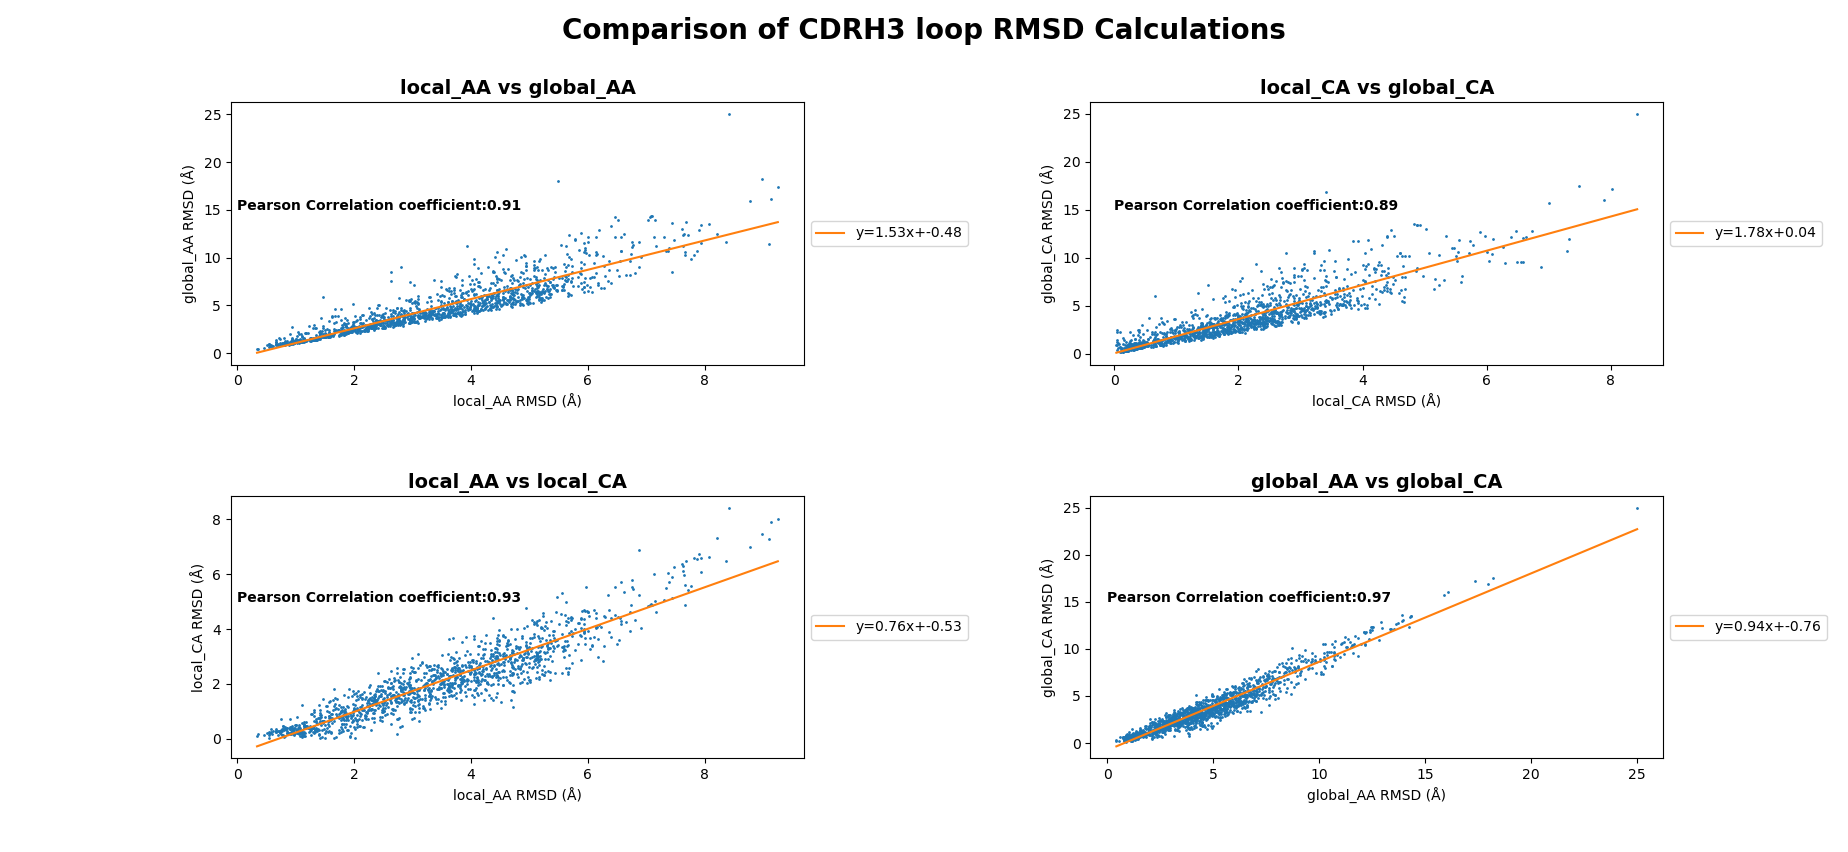 Comparison of CDRH3 loop RMSD Calculations
local_AA vs global_AA
global_AA RMSD (Å)
25
20
15
10
5
0
Pearson Correlation coefficient:0.91
y=1.53x+-0.48
0 2 4 6 8
local_AA RMSD (Å)
local_CA vs global_CA
global_CA RMSD (Å)
25
20
15
10
5
0
Pearson Correlation coefficient:0.89
y=1.78x+0.04
0 2 4 6 8
local_CA RMSD (Å)
local_AA vs local_CA
local_CA RMSD (Å)
8
6
4
2
0
Pearson Correlation coefficient:0.93
y=0.76x+-0.53
0 2 4 6 8
local_AA RMSD (Å)
global_AA vs global_CA
global_CA RMSD (Å)
25
20
15
10
5
0
Pearson Correlation coefficient:0.97
y=0.94x+-0.76
0 5 10 15 20 25
global_AA RMSD (Å)